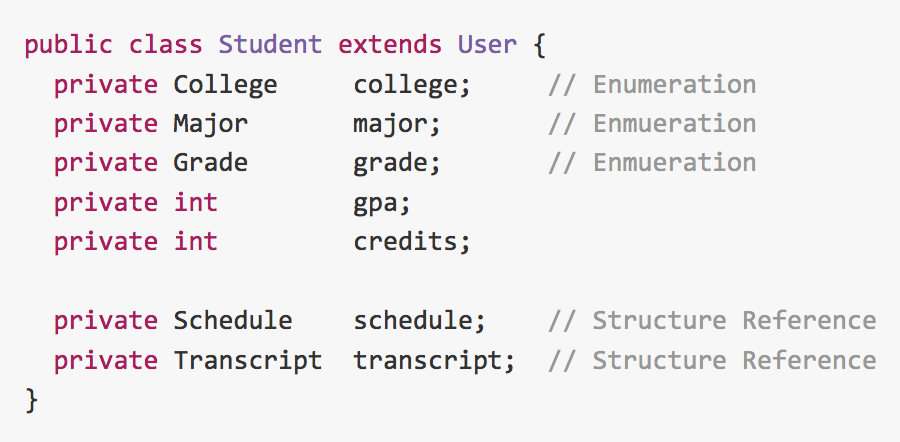 public class Student extends User {
  private College     college;     // Enumeration
  private Major       major;       // Enmueration
  private Grade       grade;       // Enmueration
  private int         gpa;
  private int         credits;

  private Schedule    schedule;    // Structure Reference
  private Transcript  transcript;  // Structure Reference
}